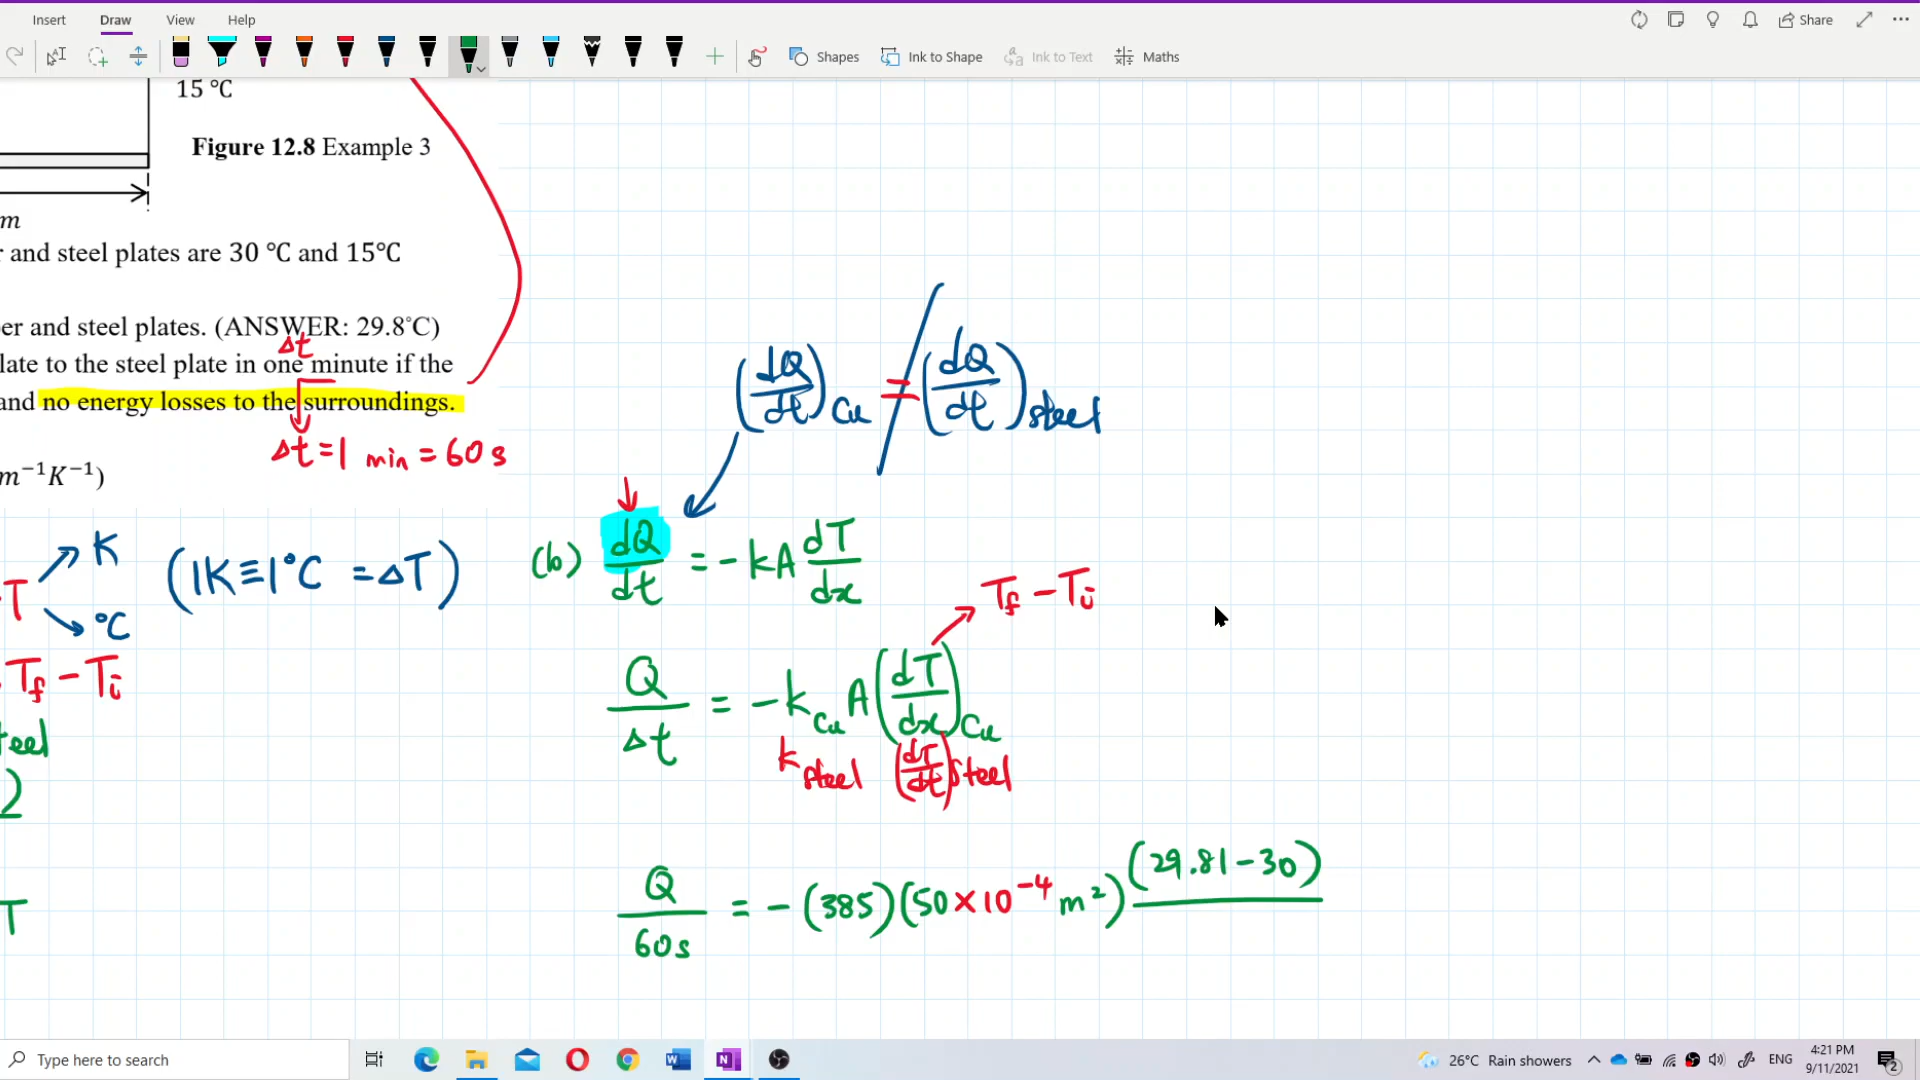 Insert Draw View Help Share
Shapes Ink to Shape Ink to Text Maths
15 ℃
Figure 12.8 Example 3
m
and steel plates are 30 ℃ and 15℃
er and steel plates. (ANSWER: 29.8°C)
Δt
late to the steel plate in one minute if the
and no energy losses to the surroundings.
Δt = 1 min = 60 s
m⁻¹K⁻¹)
(dQ/dt)Cu = (dQ/dt)steel
T K °C
(1K ≡ 1°C = ΔT)
(b) dQ/dt = -kA dT/dx
Tf - Ti
Tf - Ti
Q/Δt = -kCu A (dT/dx)Cu
teel
ksteel (dT/dt)steel
2
T
Q/60s = - (385)(50 × 10⁻⁴ m²) (29.81 - 30)
Type here to search
26°C Rain showers ENG 4:21 PM
9/11/2021
2